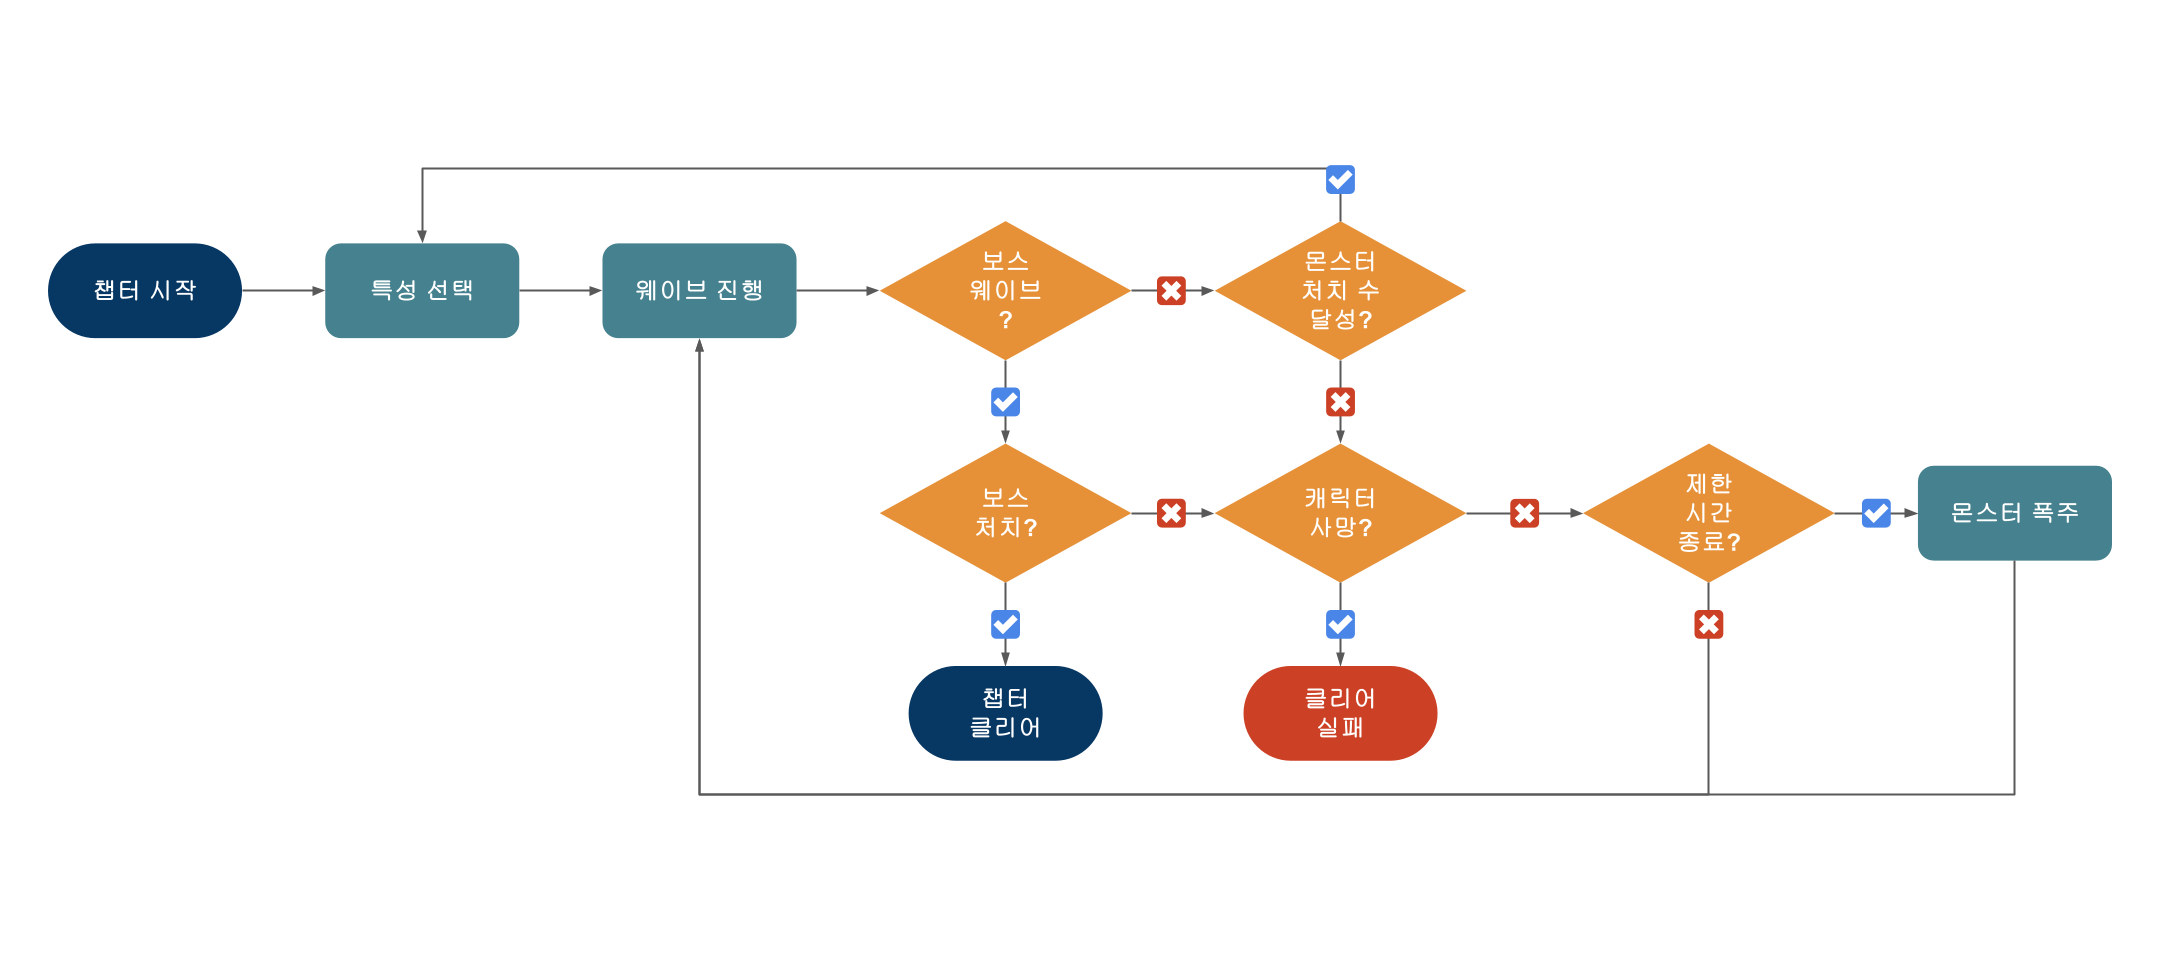 챕터 시작
특성 선택
웨이브 진행
보스
웨이브
?
몬스터
처치 수
달성?
보스
처치?
캐릭터
사망?
제한
시간
종료?
몬스터 폭주
챕터
클리어
클리어
실패